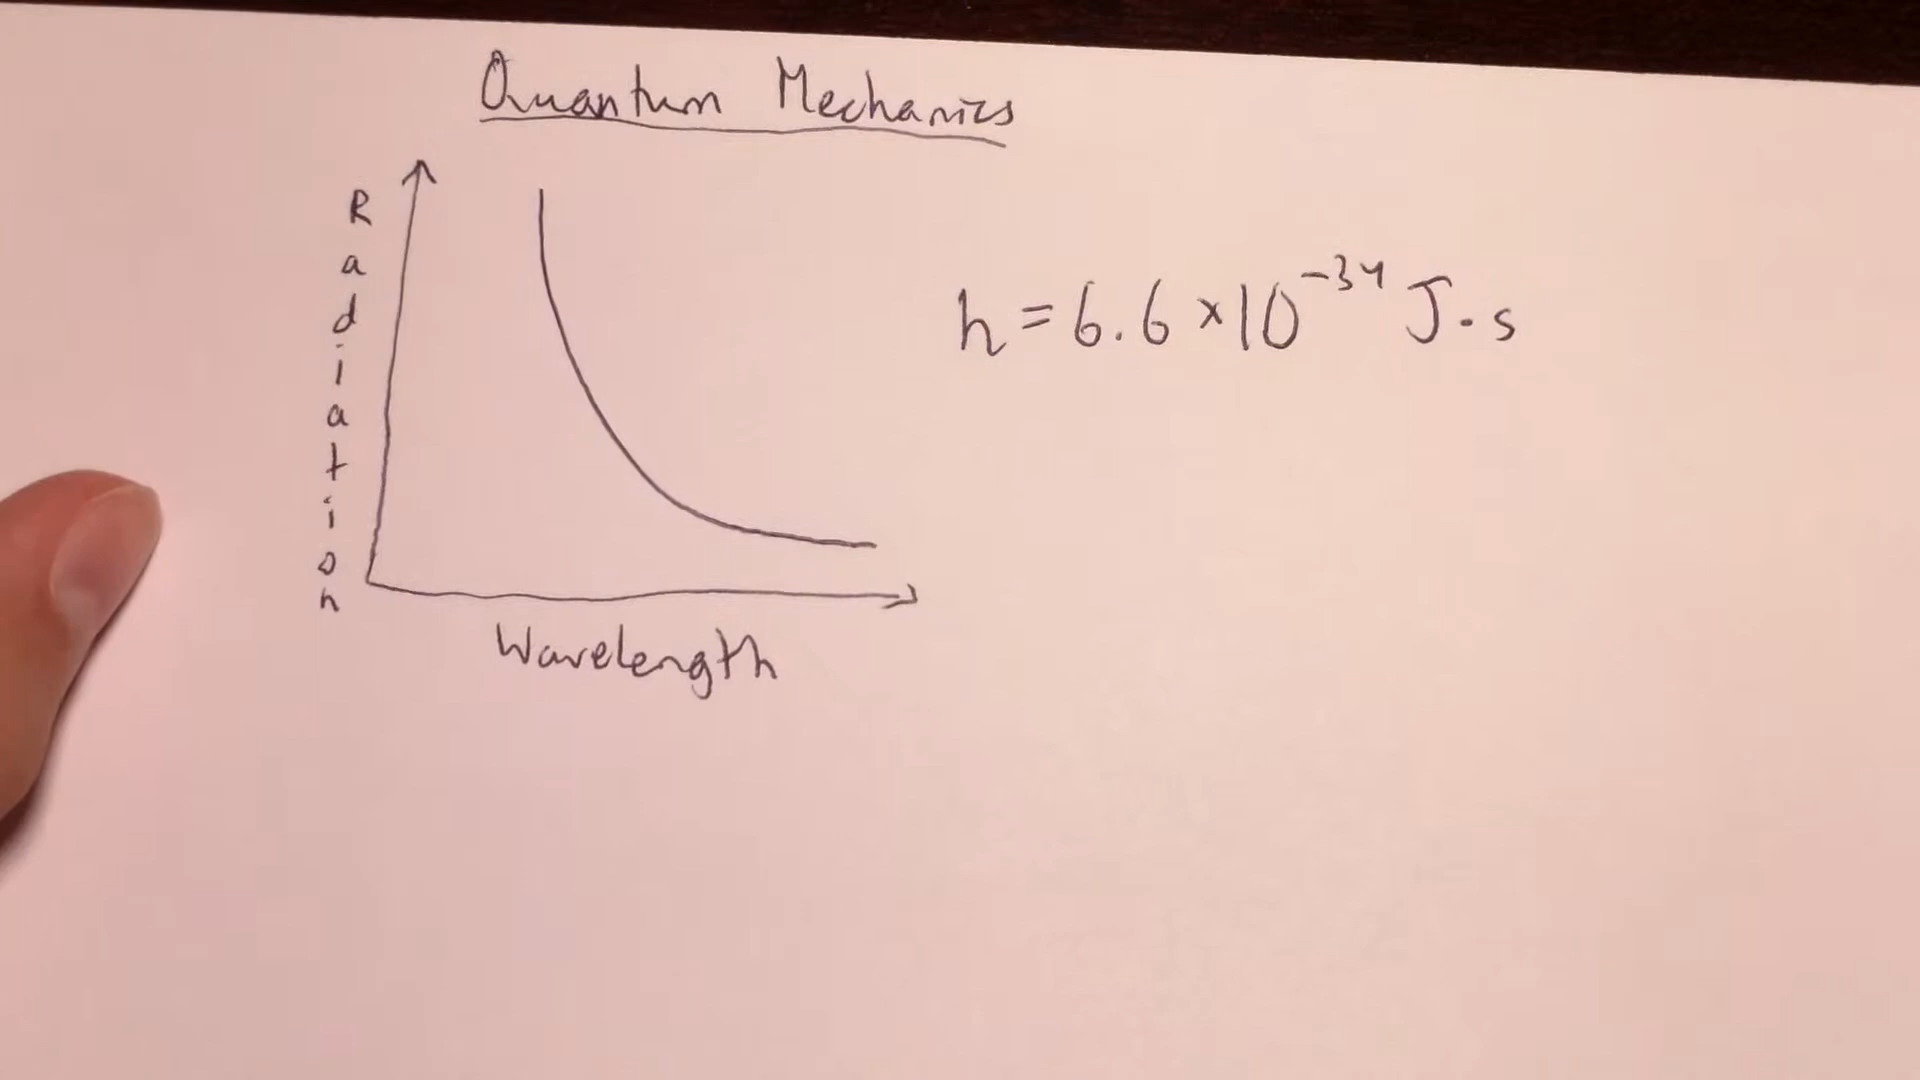 Quantum Mechanics
Radiation
h = 6.6 × 10⁻³⁴ J·s
Wavelength